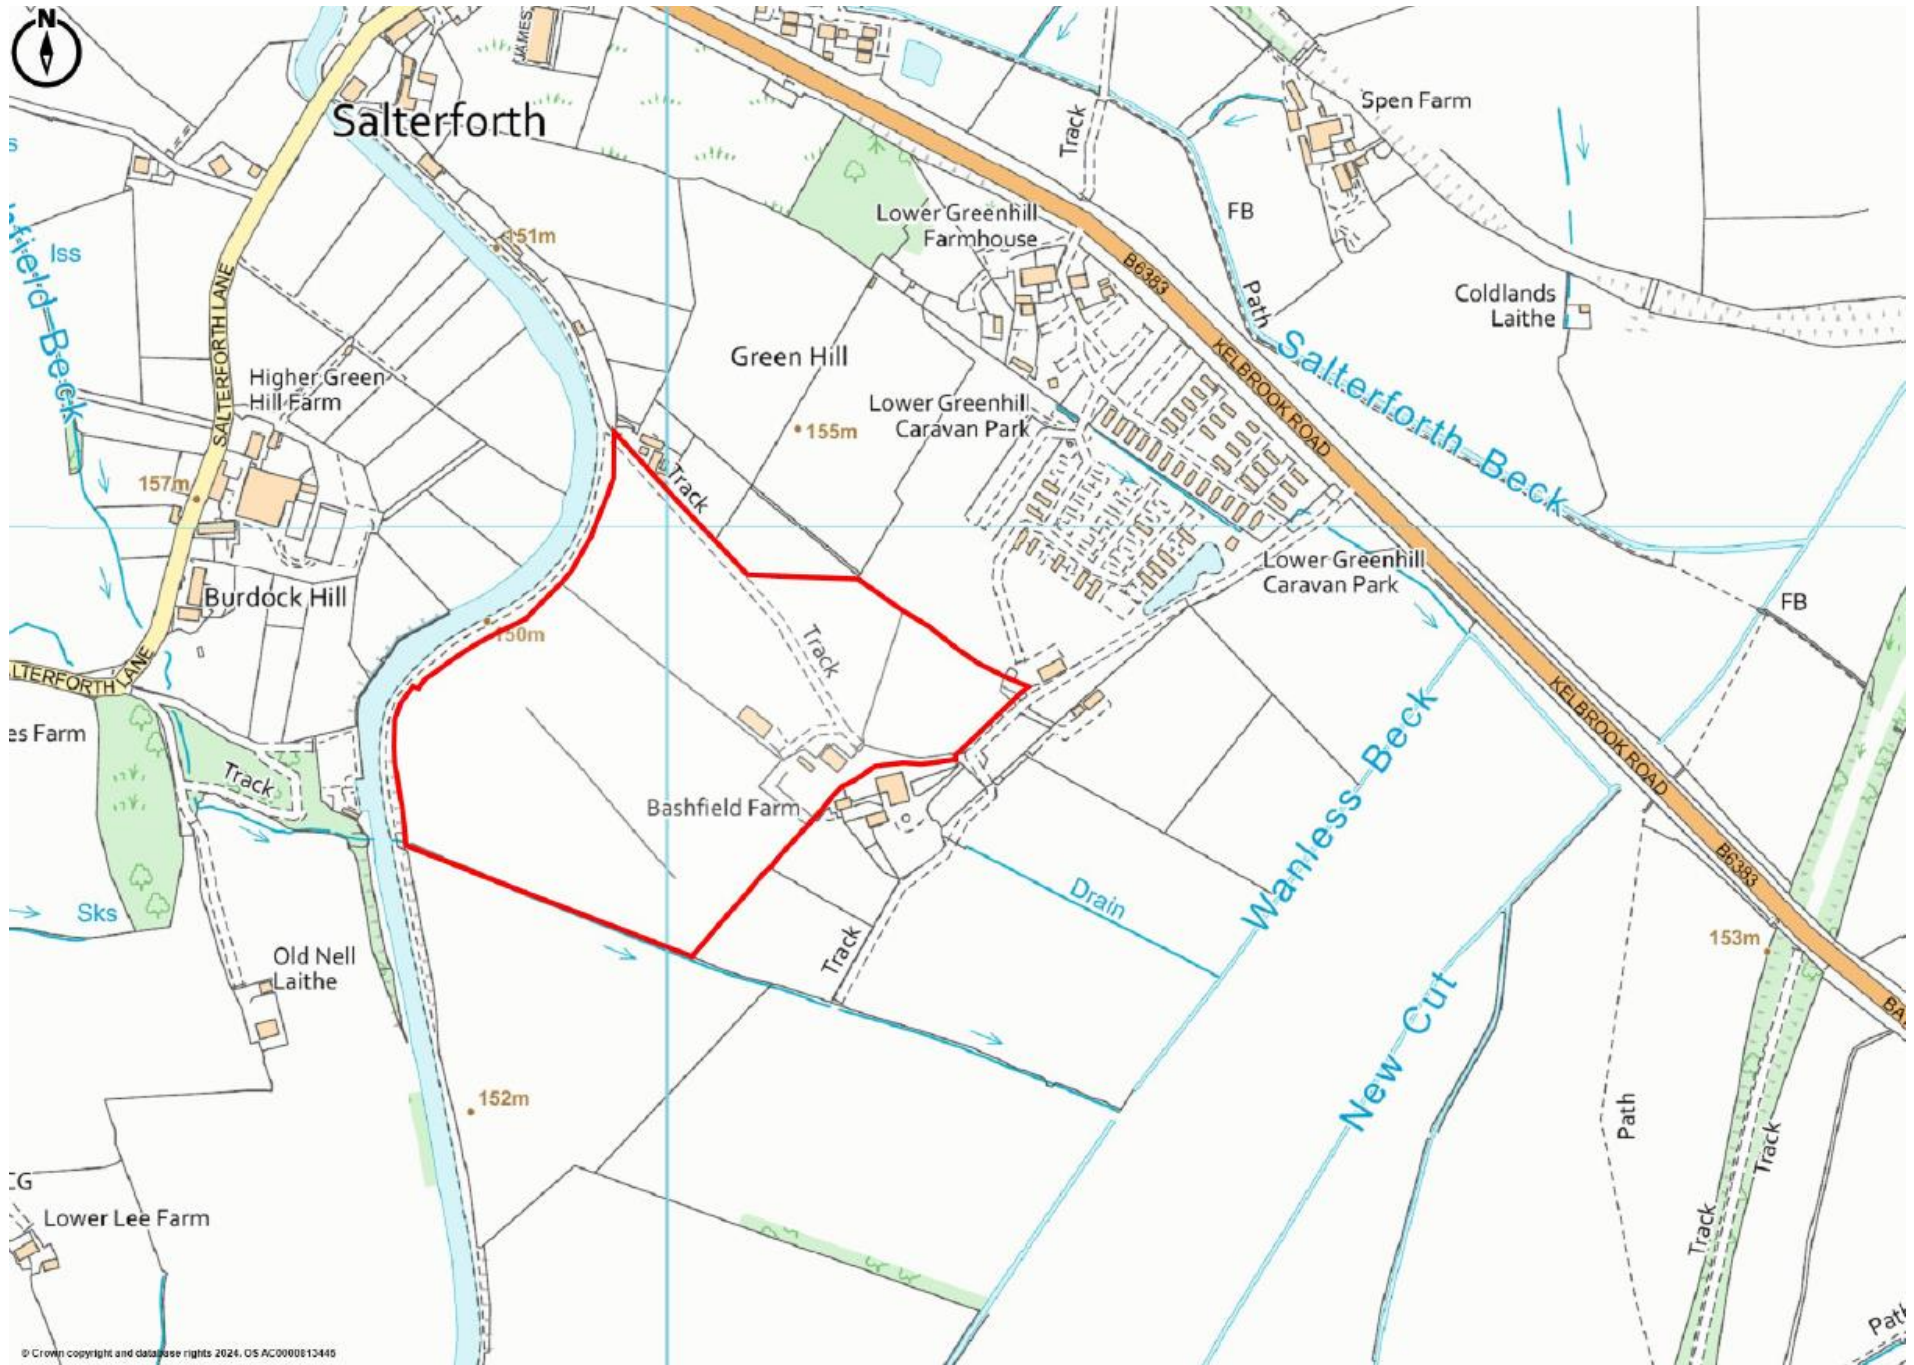 N
JAMES
Salterforth
Spen Farm
Track
FB
Lower Greenhill
Farmhouse
151m
Iss
B6383
Path
Coldlands
Laithe
field Beck
SALTERFORTH LANE
Green Hill
KELBROOK ROAD
Salterforth Beck
Higher Green
Hill Farm
Lower Greenhill
Caravan Park
155m
157m
Track
Lower Greenhill
Caravan Park
Burdock Hill
FB
150m
Track
SALTERFORTH LANE
KELBROOK ROAD
es Farm
Track
Wanless Beck
Bashfield Farm
B6383
Drain
Sks
Track
153m
Old Nell
Laithe
New Cut
152m
Path
Track
Track
Lower Lee Farm
Path
© Crown copyright and database rights 2024. OS AC0000813445